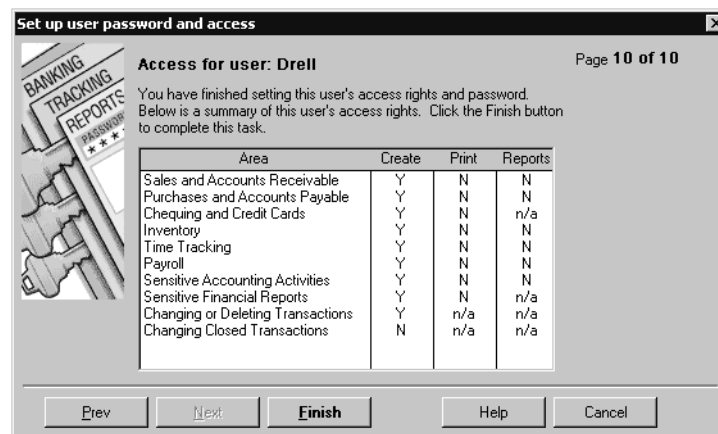 Set up user password and access
BANKING
TRACKING
REPORTS
PASSWORD
****
Access for user: Drell
Page 10 of 10
You have finished setting this user's access rights and password.
Below is a summary of this user's access rights. Click the Finish button
to complete this task.
Area Create Print Reports
Sales and Accounts Receivable Y N N
Purchases and Accounts Payable Y N N
Chequing and Credit Cards Y N n/a
Inventory Y N N
Time Tracking Y N N
Payroll Y N N
Sensitive Accounting Activities Y N N
Sensitive Financial Reports Y N n/a
Changing or Deleting Transactions Y n/a n/a
Changing Closed Transactions N n/a n/a
Prev Next Finish Help Cancel